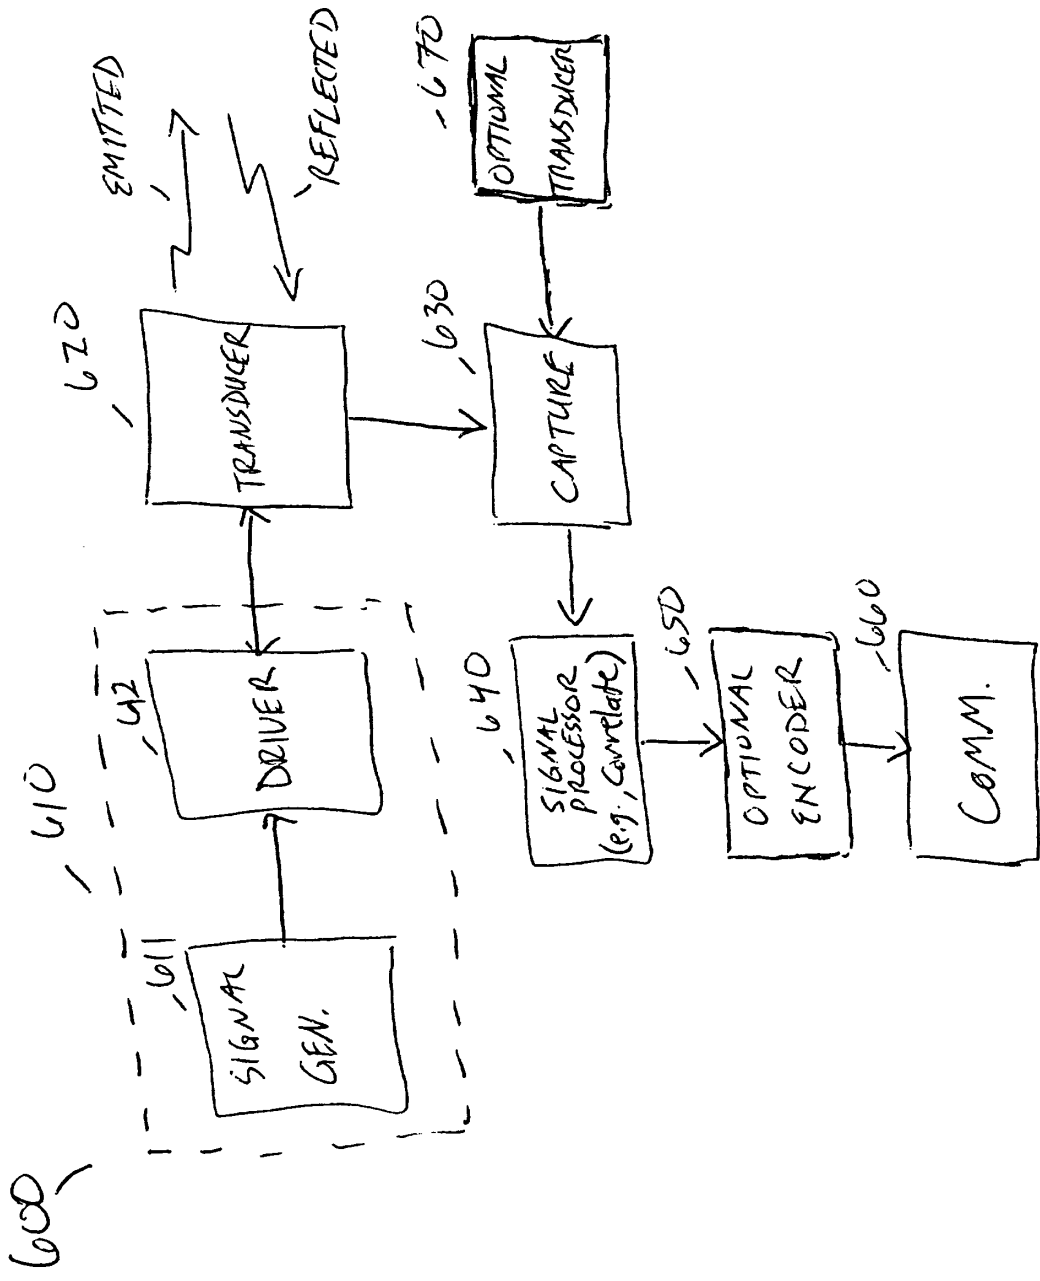 600
610
620
EMITTED
611
612
SIGNAL
GEN.
DRIVER
TRANSDUCER
REFLECTED
630
670
640
CAPTURE
OPTIONAL
TRANSDUCER
SIGNAL
PROCESSOR
(e.g., Correlate)
650
OPTIONAL
ENCODER
660
COMM.